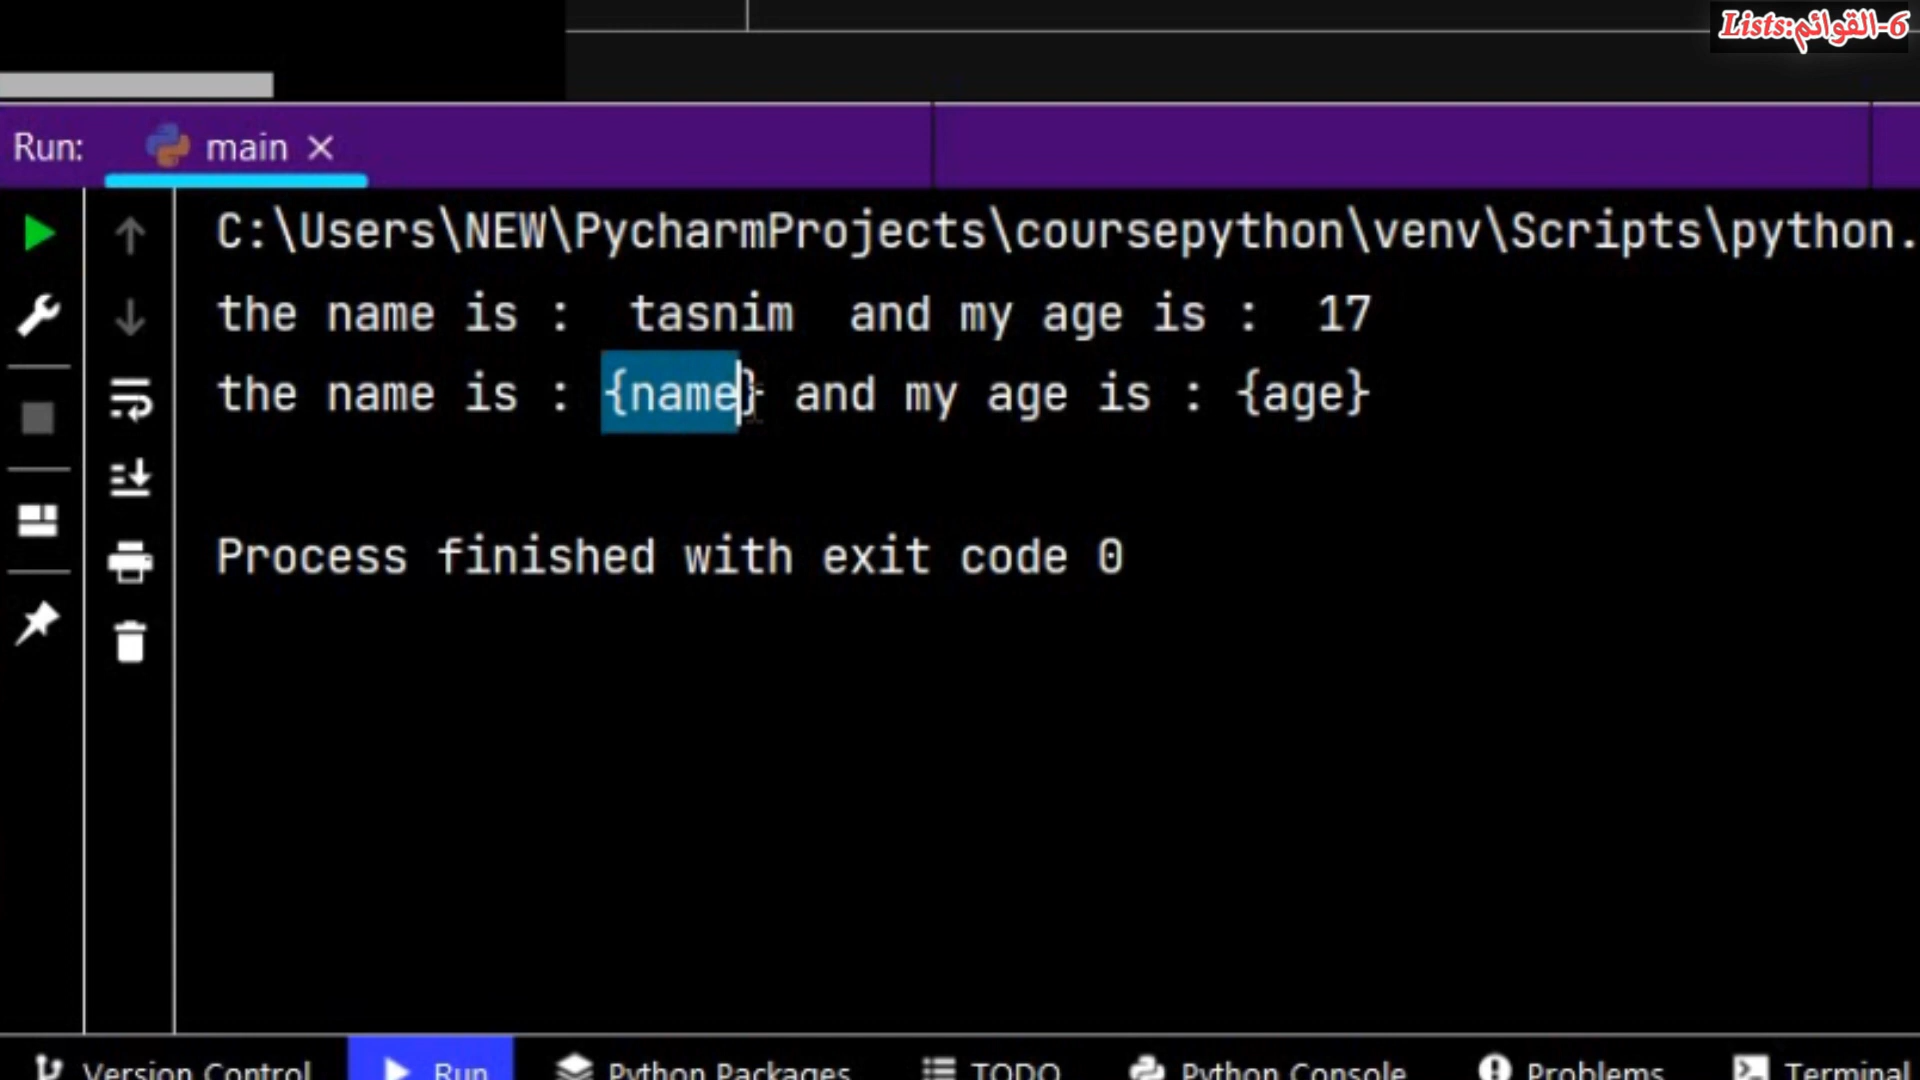 6-القوائم:Lists
Run: main
C:\Users\NEW\PycharmProjects\coursepython\venv\Scripts\python.
the name is :  tasnim  and my age is :  17
the name is : {name} and my age is : {age}
Process finished with exit code 0
Version Control Run Python Packages TODO Python Console Problems Terminal